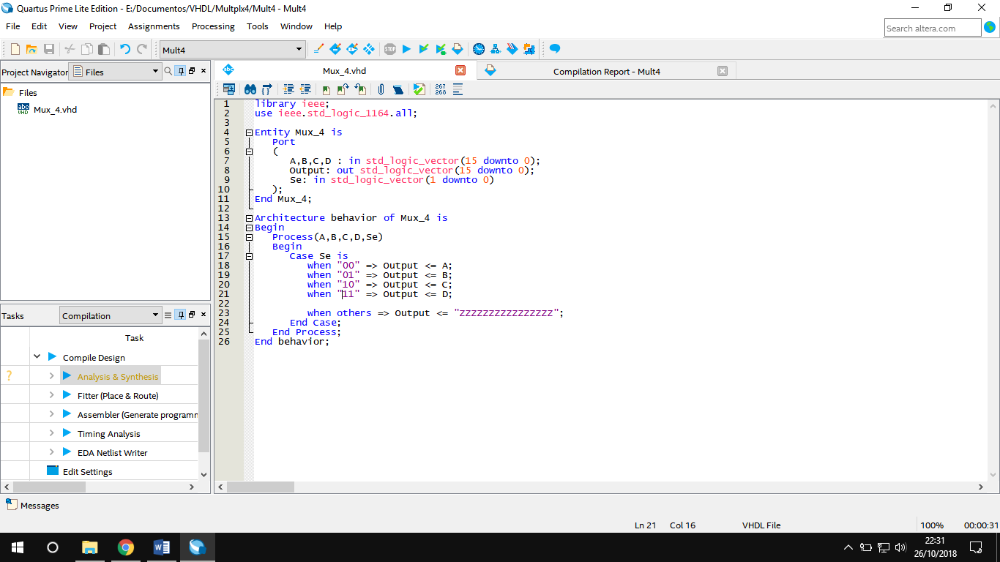 Quartus Prime Lite Edition - E:/Documentos/VHDL/Multplx4/Mult4 - Mult4
File Edit View Project Assignments Processing Tools Window Help
Search altera.com
Mult4
STOP
Project Navigator Files
Mux_4.vhd
Compilation Report - Mult4
Files
Mux_4.vhd
267
268
1 library ieee;
2 use ieee.std_logic_1164.all;
3
4 Entity Mux_4 is
5 Port
6 (
7 A,B,C,D : in std_logic_vector(15 downto 0);
8 Output: out std_logic_vector(15 downto 0);
9 Se: in std_logic_vector(1 downto 0)
10 );
11 End Mux_4;
12
13 Architecture behavior of Mux_4 is
14 Begin
15 Process(A,B,C,D,Se)
16 Begin
17 Case Se is
18 when "00" => Output <= A;
19 when "01" => Output <= B;
20 when "10" => Output <= C;
21 when "11" => Output <= D;
22
23 when others => Output <= "ZZZZZZZZZZZZZZZZ";
24 End Case;
25 End Process;
26 End behavior;
Tasks Compilation
Task
Compile Design
? Analysis & Synthesis
Fitter (Place & Route)
Assembler (Generate programm
Timing Analysis
EDA Netlist Writer
Edit Settings
Messages
Ln 21 Col 16 VHDL File 100% 00:00:31
22:31
26/10/2018